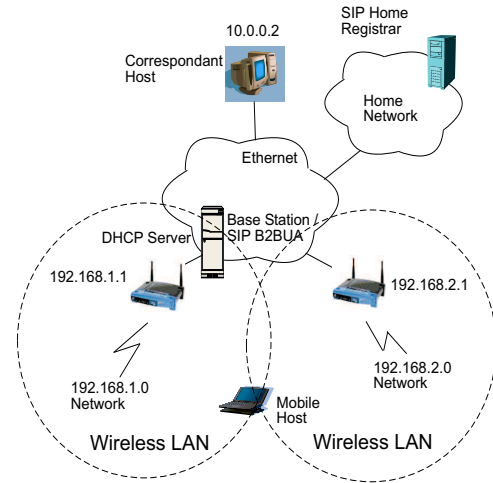 SIP Home
Registrar
10.0.0.2
Correspondant
Host
Home
Network
Ethernet
Base Station /
SIP B2BUA
DHCP Server
192.168.1.1
192.168.2.1
192.168.1.0
Network
192.168.2.0
Network
Mobile
Host
Wireless LAN
Wireless LAN